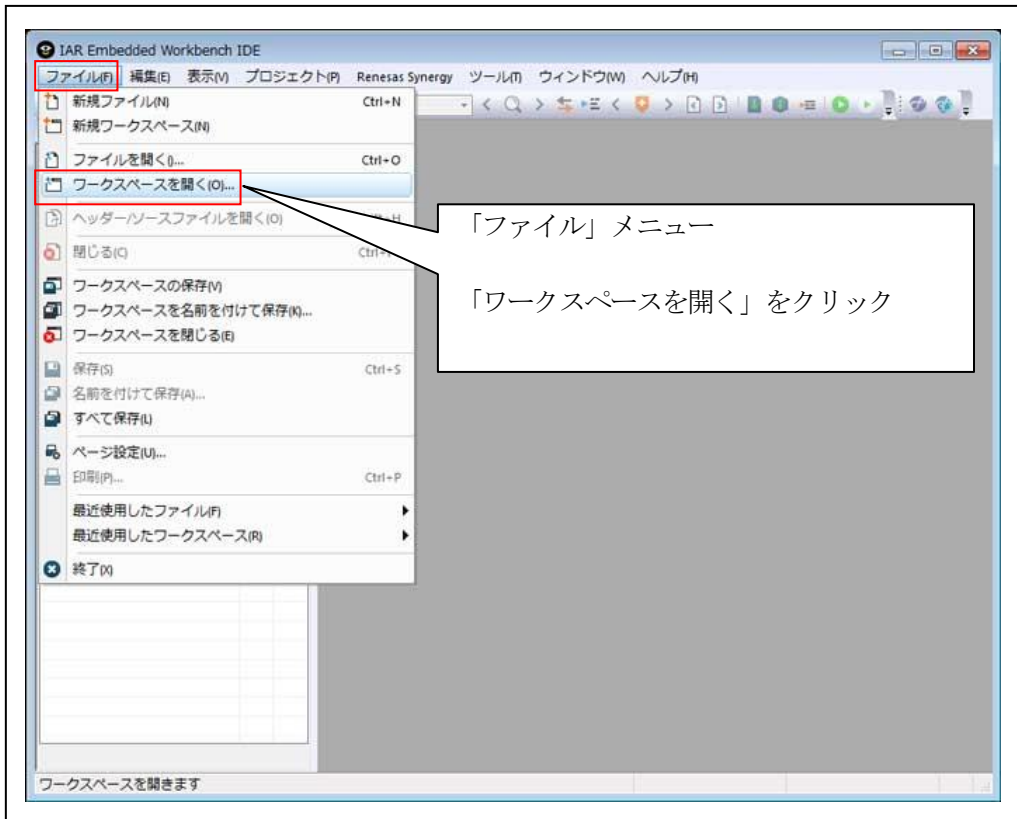 IAR Embedded Workbench IDE
ファイル(F) 編集(E) 表示(V) プロジェクト(P) Renesas Synergy ツール(T) ウィンドウ(W) ヘルプ(H)
新規ファイル(N) Ctrl+N
新規ワークスペース(N)
ファイルを開く()... Ctrl+O
ワークスペースを開く(O)...
ヘッダー/ソースファイルを開く(O)
閉じる(C)
ワークスペースの保存(V)
ワークスペースを名前を付けて保存(K)...
ワークスペースを閉じる(E)
保存(S) Ctrl+S
名前を付けて保存(A)...
すべて保存(L)
ページ設定(U)...
印刷(P)... Ctrl+P
最近使用したファイル(F)
最近使用したワークスペース(R)
終了(X)
「ファイル」メニュー
「ワークスペースを開く」をクリック
ワークスペースを開きます